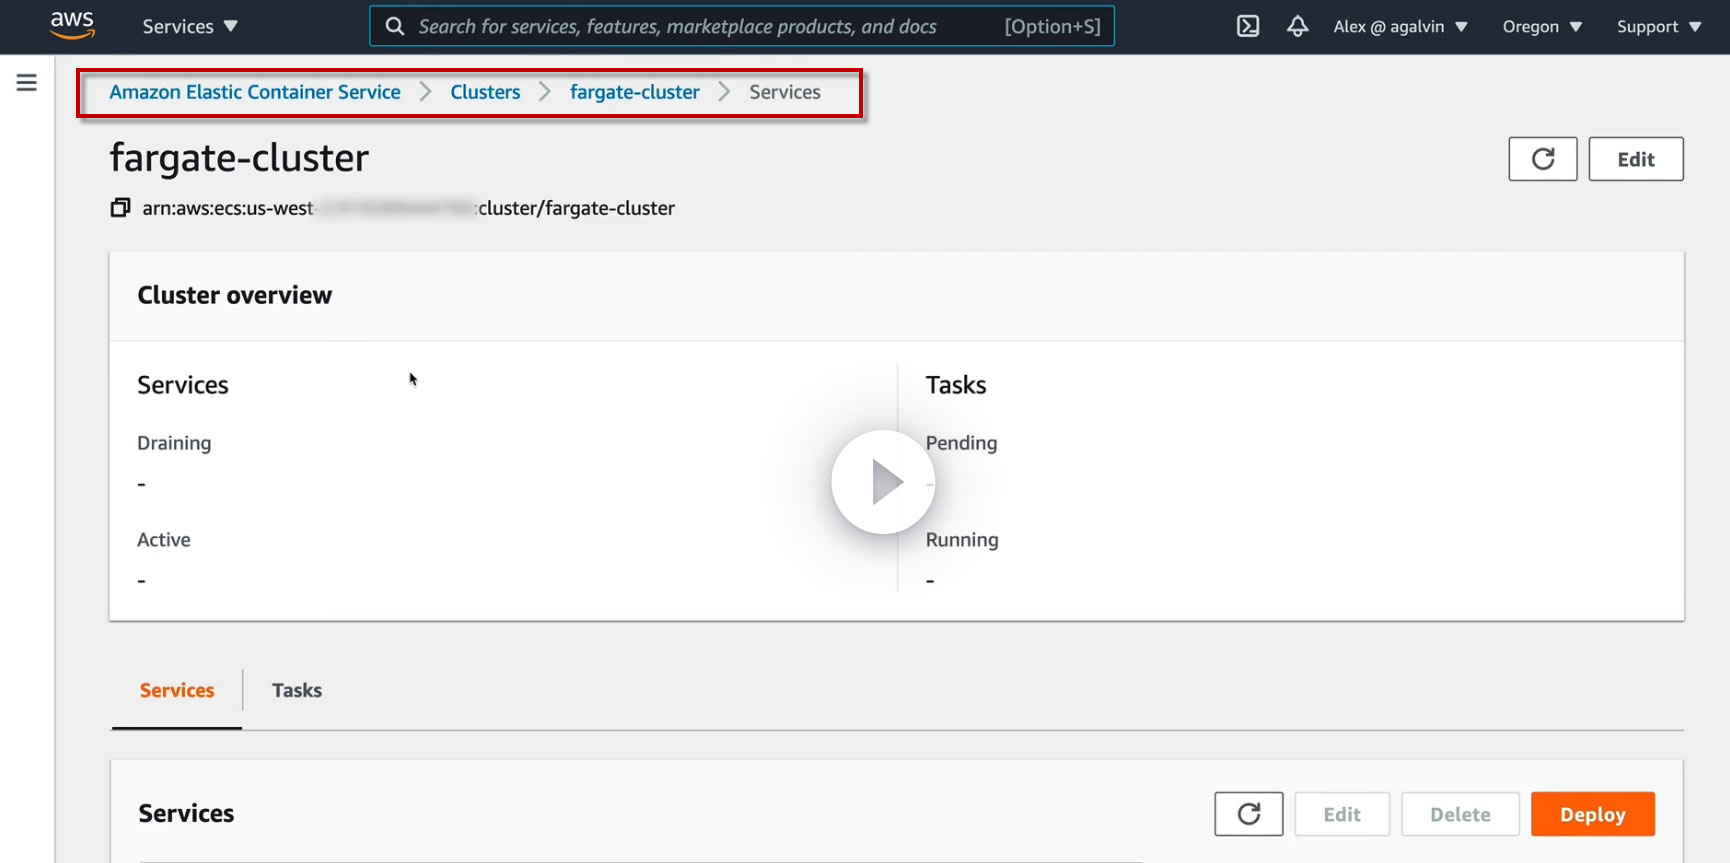 aws Services Search for services, features, marketplace products, and docs [Option+S] Alex @ agalvin Oregon Support
Amazon Elastic Container Service Clusters fargate-cluster Services
fargate-cluster
Edit
arn:aws:ecs:us-west- :cluster/fargate-cluster
Cluster overview
Services
Tasks
Draining
Pending
-
-
Active
Running
-
-
Services Tasks
Services Edit Delete Deploy